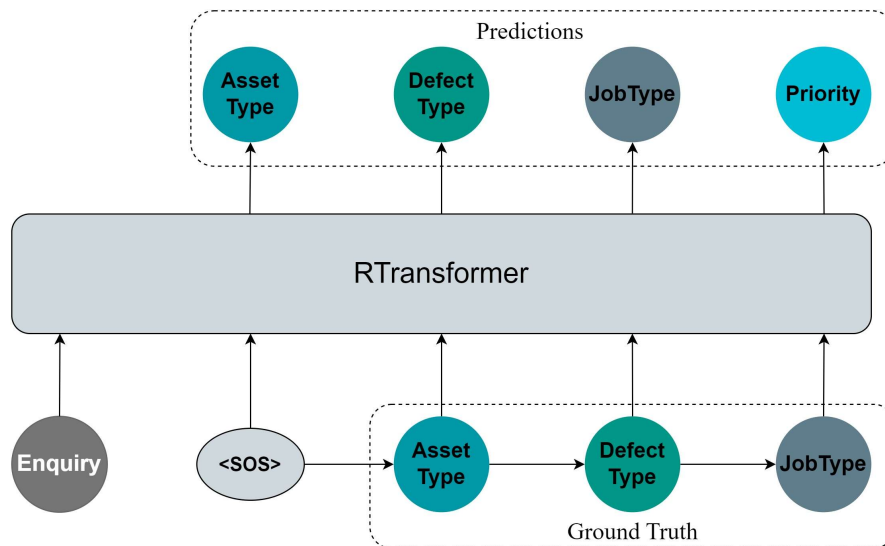 Predictions
Asset
Type
Defect
Type
JobType
Priority
RTransformer
Enquiry
<SOS>
Asset
Type
Defect
Type
JobType
Ground Truth